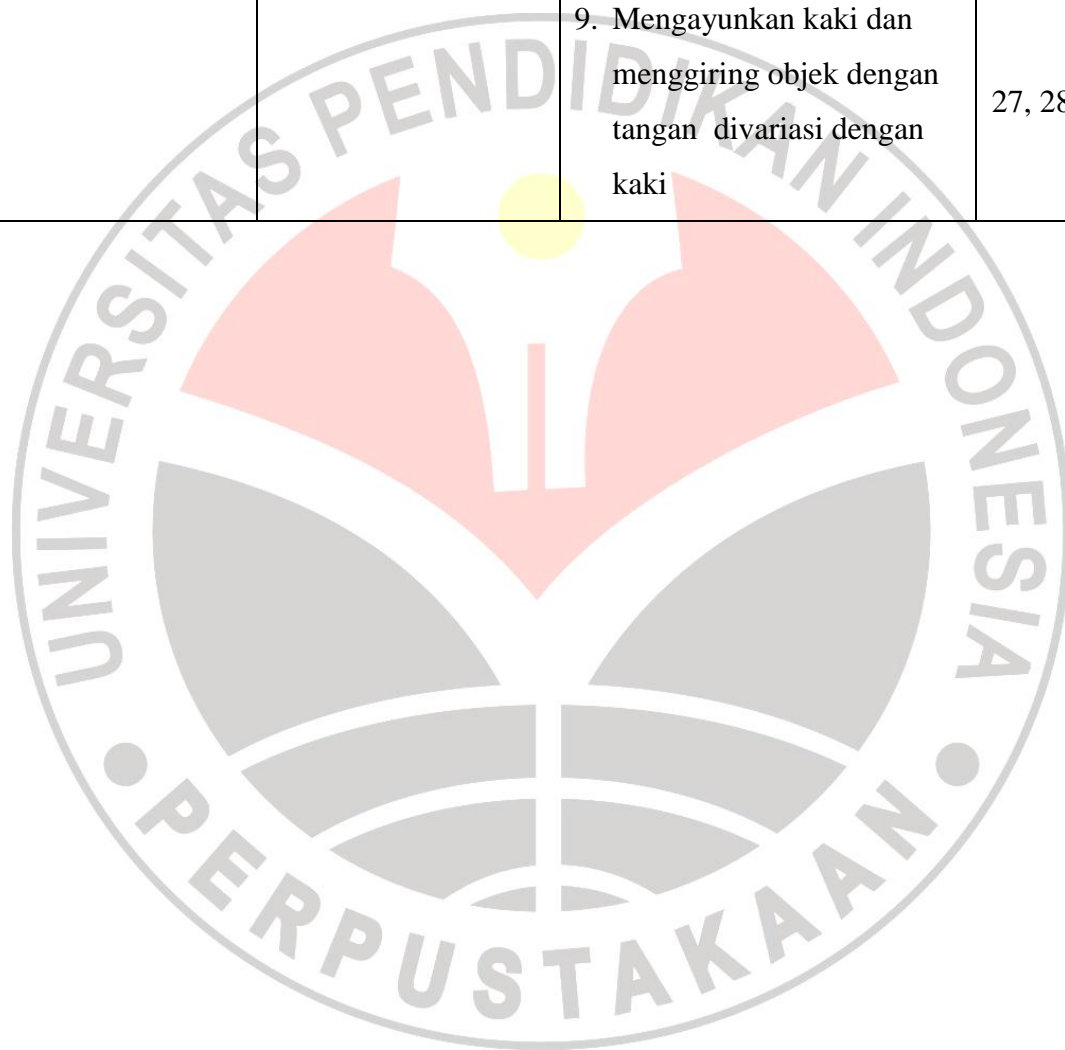 9. Mengayunkan kaki dan
menggiring objek dengan
tangan divariasi dengan
kaki
27, 28
UNIVERSITAS PENDIDIKAN INDONESIA
PERPUSTAKAAN